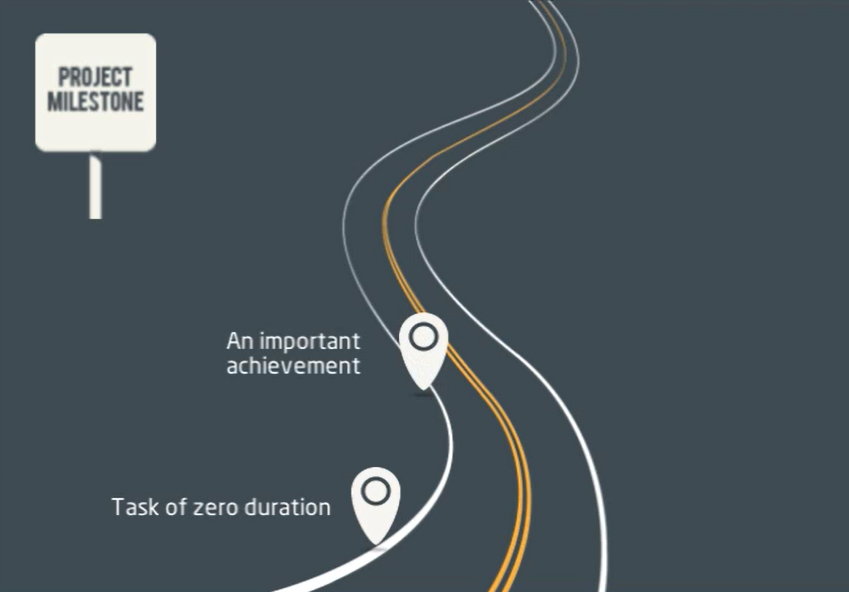 PROJECT
MILESTONE
An important
achievement
Task of zero duration